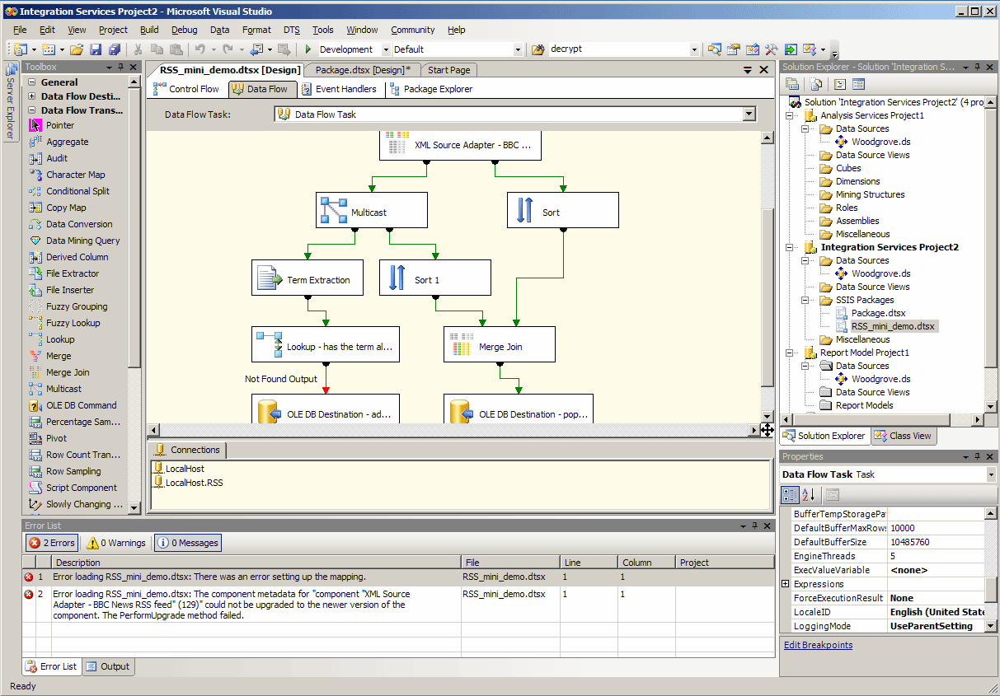 Integration Services Project2 - Microsoft Visual Studio
File Edit View Project Build Debug Data Format DTS Tools Window Community Help
Development Default decrypt
Server Explorer
Toolbox
General
Data Flow Desti...
Data Flow Trans...
Pointer
Aggregate
Audit
Character Map
Conditional Split
Copy Map
Data Conversion
Data Mining Query
Derived Column
File Extractor
File Inserter
Fuzzy Grouping
Fuzzy Lookup
Lookup
Merge
Merge Join
Multicast
OLE DB Command
Percentage Sam...
Pivot
Row Count Tran...
Row Sampling
Script Component
Slowly Changing ...
RSS_mini_demo.dtsx [Design] Package.dtsx [Design]* Start Page
Control Flow Data Flow Event Handlers Package Explorer
Data Flow Task: Data Flow Task
XML Source Adapter - BBC ...
Multicast
Sort
Term Extraction
Sort 1
Lookup - has the term al...
Merge Join
Not Found Output
OLE DB Destination - ad...
OLE DB Destination - pop...
Connections
LocalHost
LocalHost.RSS
Solution Explorer - Solution 'Integration S...
Solution 'Integration Services Project2' (4 pro
Analysis Services Project1
Data Sources
Woodgrove.ds
Data Source Views
Cubes
Dimensions
Mining Structures
Roles
Assemblies
Miscellaneous
Integration Services Project2
Data Sources
Woodgrove.ds
Data Source Views
SSIS Packages
Package.dtsx
RSS_mini_demo.dtsx
Miscellaneous
Report Model Project1
Data Sources
Woodgrove.ds
Data Source Views
Report Models
Solution Explorer Class View
Properties
Data Flow Task Task
BufferTempStoragePa
DefaultBufferMaxRows 10000
DefaultBufferSize 10485760
EngineThreads 5
ExecValueVariable <none>
Expressions
ForceExecutionResult None
LocaleID English (United State
LoggingMode UseParentSetting
Edit Breakpoints
Error List
2 Errors 0 Warnings 0 Messages
Description File Line Column Project
1 Error loading RSS_mini_demo.dtsx: There was an error setting up the mapping. RSS_mini_demo.dtsx 1 1
2 Error loading RSS_mini_demo.dtsx: The component metadata for "component "XML Source RSS_mini_demo.dtsx 1 1
Adapter - BBC News RSS feed" (129)" could not be upgraded to the newer version of the
component. The PerformUpgrade method failed.
Error List Output
Ready